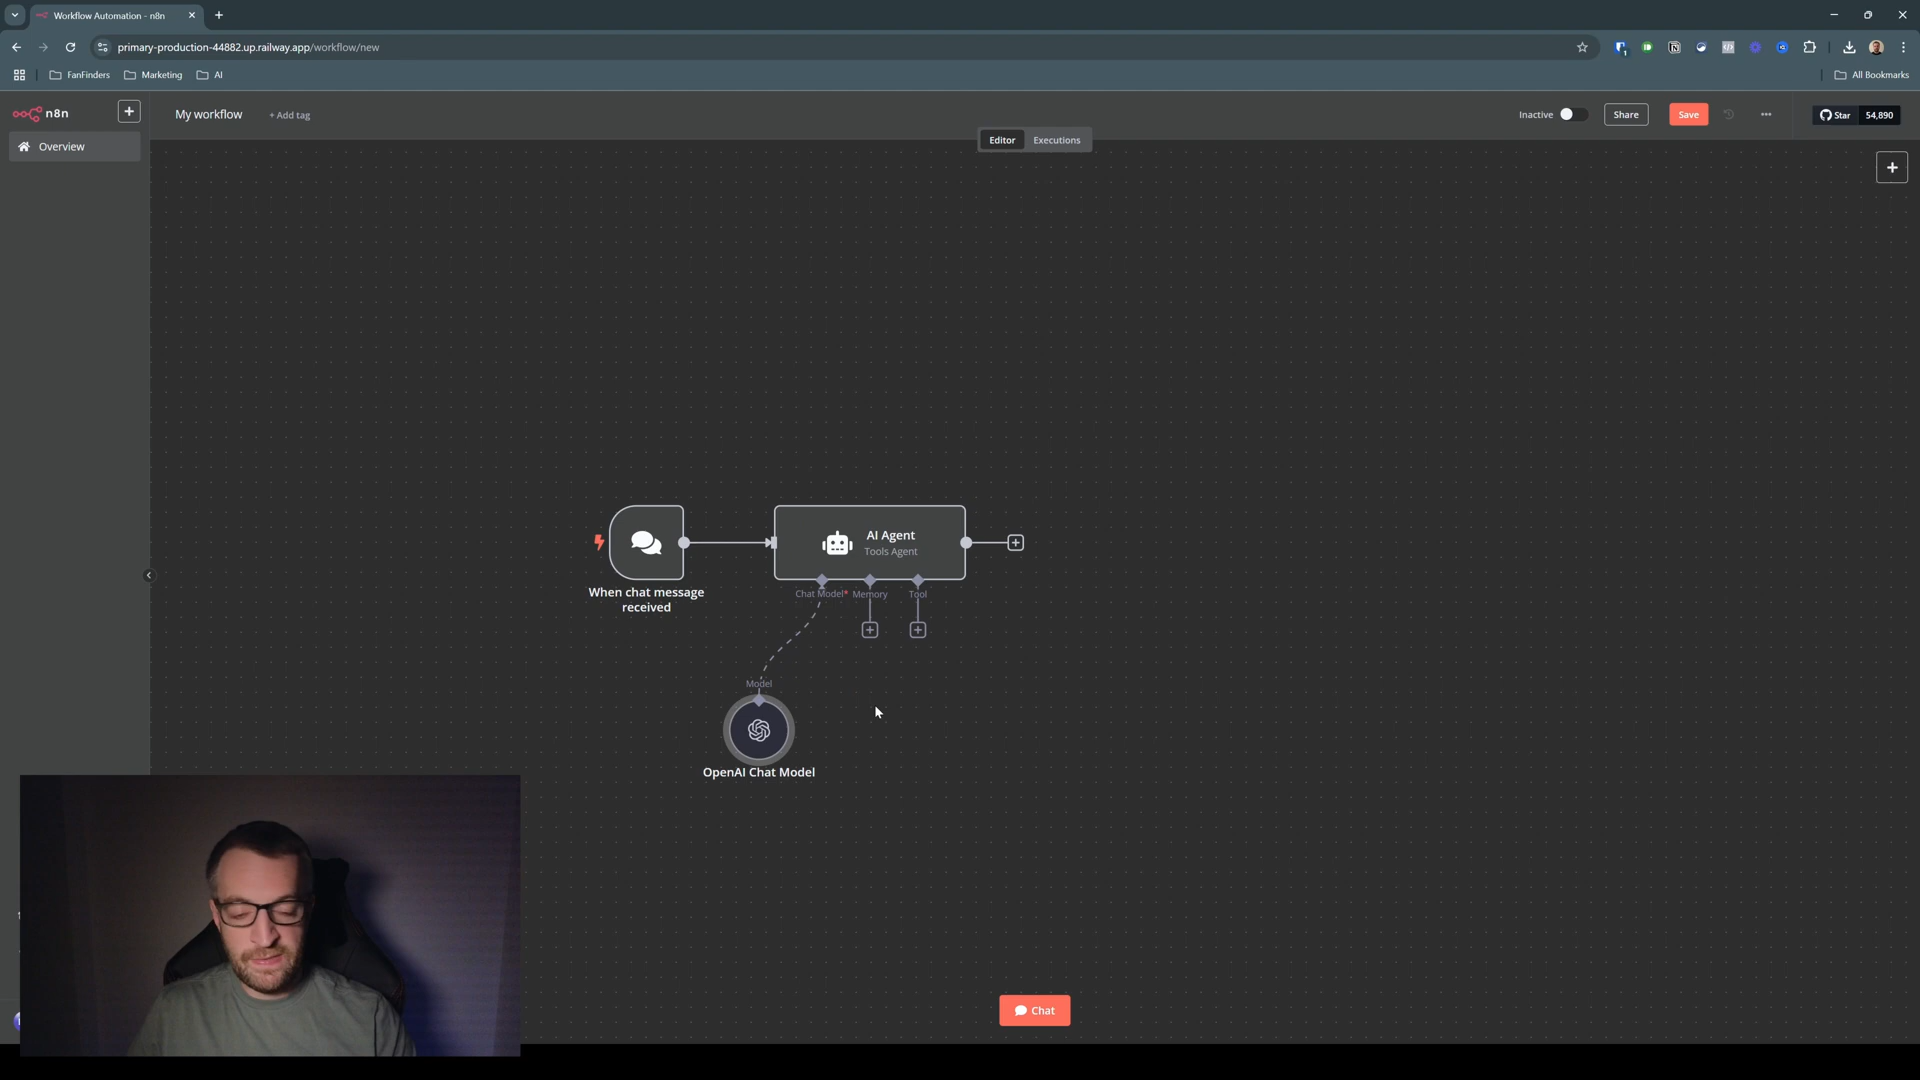 Workflow Automation - n8n
primary-production-44882.up.railway.app/workflow/new
FanFinders
Marketing
AI
All Bookmarks
n8n
My workflow
+ Add tag
Inactive
Share
Save
Star
54,890
Editor
Executions
Overview
AI Agent
Tools Agent
Chat Model*
Memory
Tool
When chat message
received
Model
OpenAI Chat Model
Chat